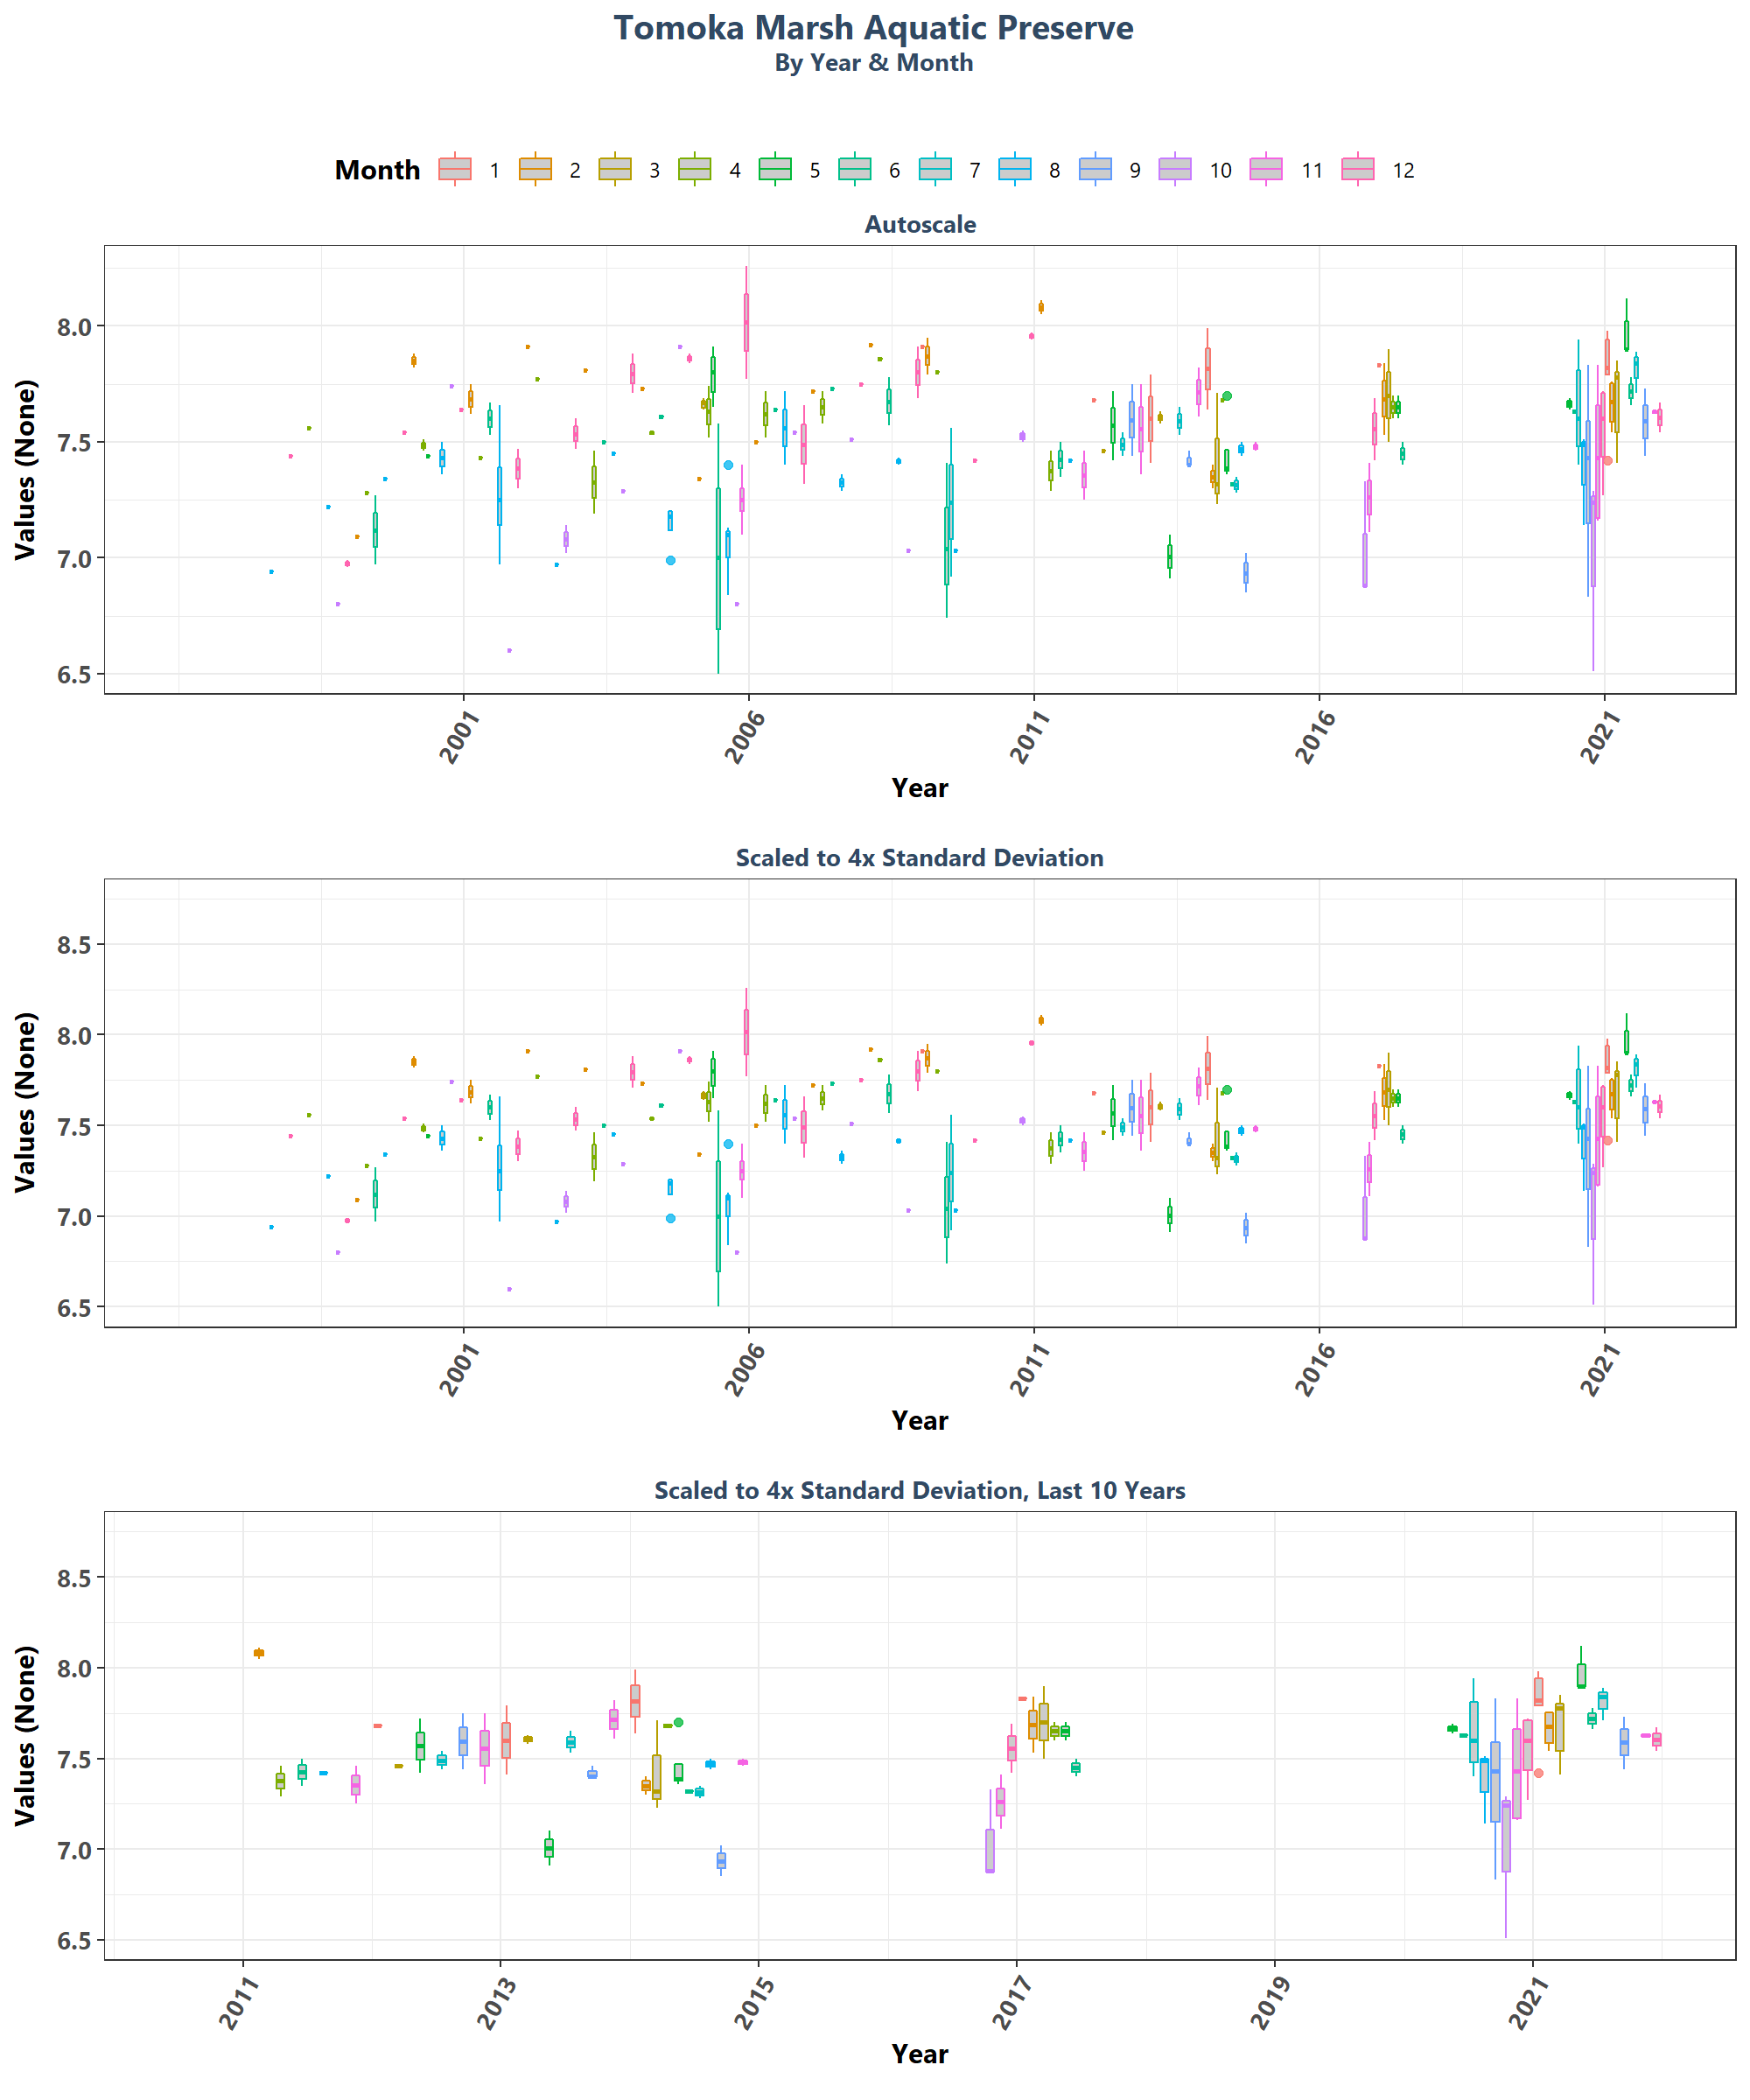 Tomoka Marsh Aquatic Preserve
By Year & Month
Month 1 2 3 4 5 6 7 8 9 10 11 12
Autoscale
Values (None)
8.0
7.5
7.0
6.5
2001 2006 2011 2016 2021
Year
Scaled to 4x Standard Deviation
Values (None)
8.5
8.0
7.5
7.0
6.5
2001 2006 2011 2016 2021
Year
Scaled to 4x Standard Deviation, Last 10 Years
Values (None)
8.5
8.0
7.5
7.0
6.5
2011 2013 2015 2017 2019 2021
Year